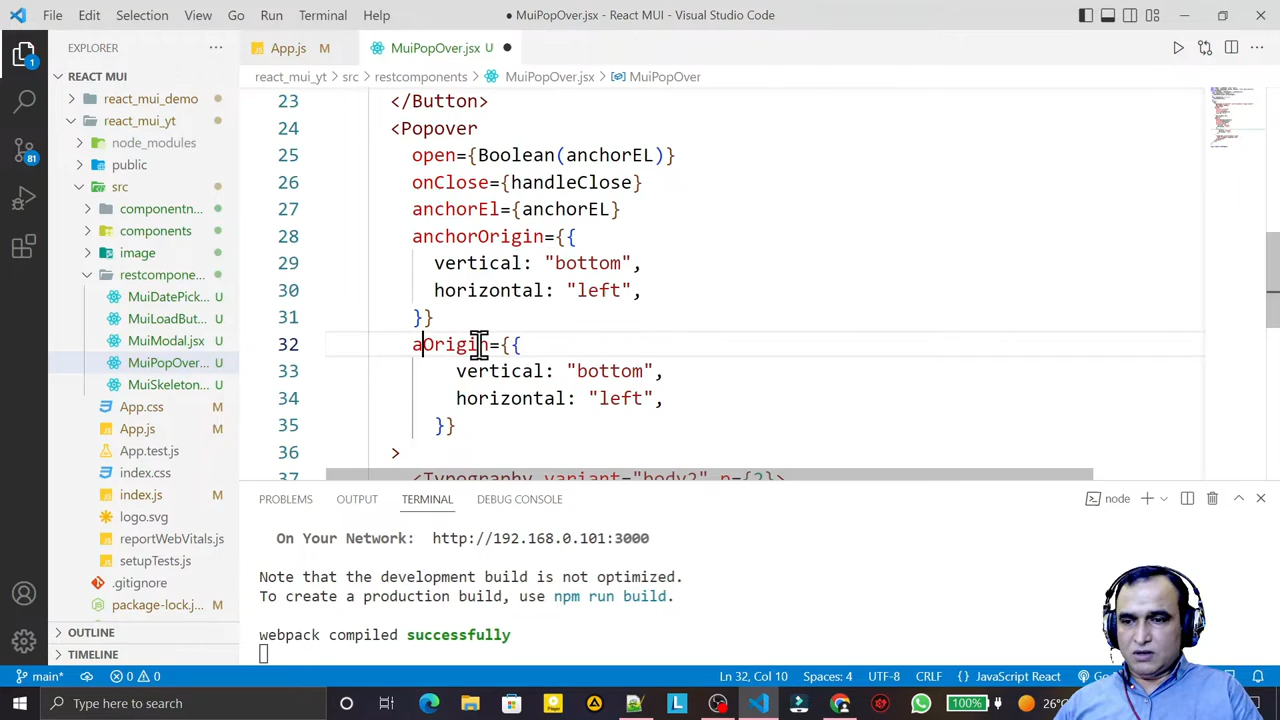 File Edit Selection View Go Run Terminal Help
● MuiPopOver.jsx - React MUI - Visual Studio Code
EXPLORER
REACT MUI
react_mui_demo
react_mui_yt
node_modules
public
src
componentn...
components
image
restcompone...
MuiDatePick... U
MuiLoadBut... U
MuiModal.jsx U
MuiPopOver... U
MuiSkeleton... U
App.css M
App.js M
App.test.js
index.css
index.js M
logo.svg
reportWebVitals.js
setupTests.js
.gitignore
package-lock.j...
OUTLINE
TIMELINE
1
81
App.js M
MuiPopOver.jsx U ●
react_mui_yt > src > restcomponents > MuiPopOver.jsx > MuiPopOver
23 </Button>
24 <Popover
25 open={Boolean(anchorEL)}
26 onClose={handleClose}
27 anchorEl={anchorEL}
28 anchorOrigin={{
29 vertical: "bottom",
30 horizontal: "left",
31 }}
32 aOrigin={{
33 vertical: "bottom",
34 horizontal: "left",
35 }}
36 >
37 <Typography variant="body2" p={2}>
PROBLEMS OUTPUT TERMINAL DEBUG CONSOLE
node
On Your Network: http://192.168.0.101:3000
Note that the development build is not optimized.
To create a production build, use npm run build.
webpack compiled successfully
main* 0 0
Ln 32, Col 10 Spaces: 4 UTF-8 CRLF {} JavaScript React
Type here to search
100%
26°